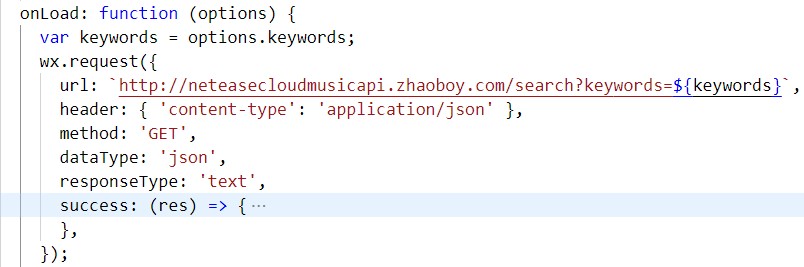 onLoad: function (options) {
var keywords = options.keywords;
wx.request({
url: `http://neteasecloudmusicapi.zhaoboy.com/search?keywords=${keywords}`,
header: { 'content-type': 'application/json' },
method: 'GET',
dataType: 'json',
responseType: 'text',
success: (res) => { ⋯
},
});